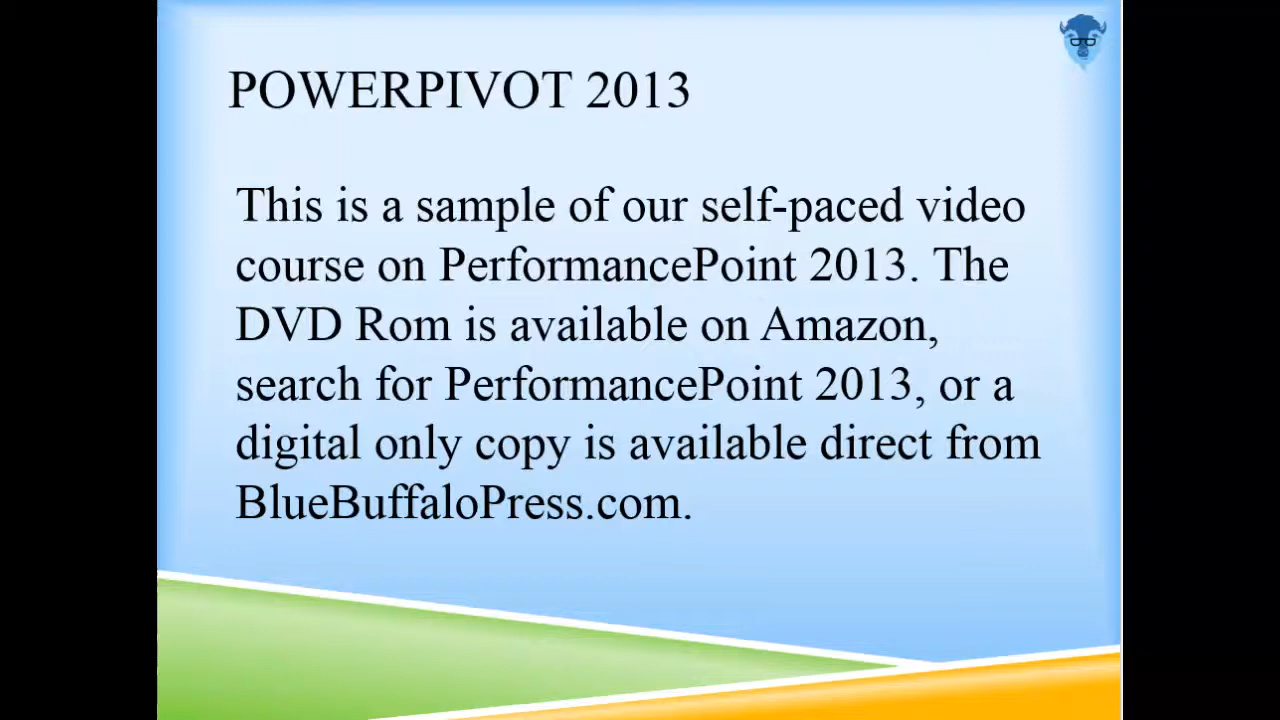 POWERPIVOT 2013
This is a sample of our self-paced video
course on PerformancePoint 2013. The
DVD Rom is available on Amazon,
search for PerformancePoint 2013, or a
digital only copy is available direct from
BlueBuffaloPress.com.